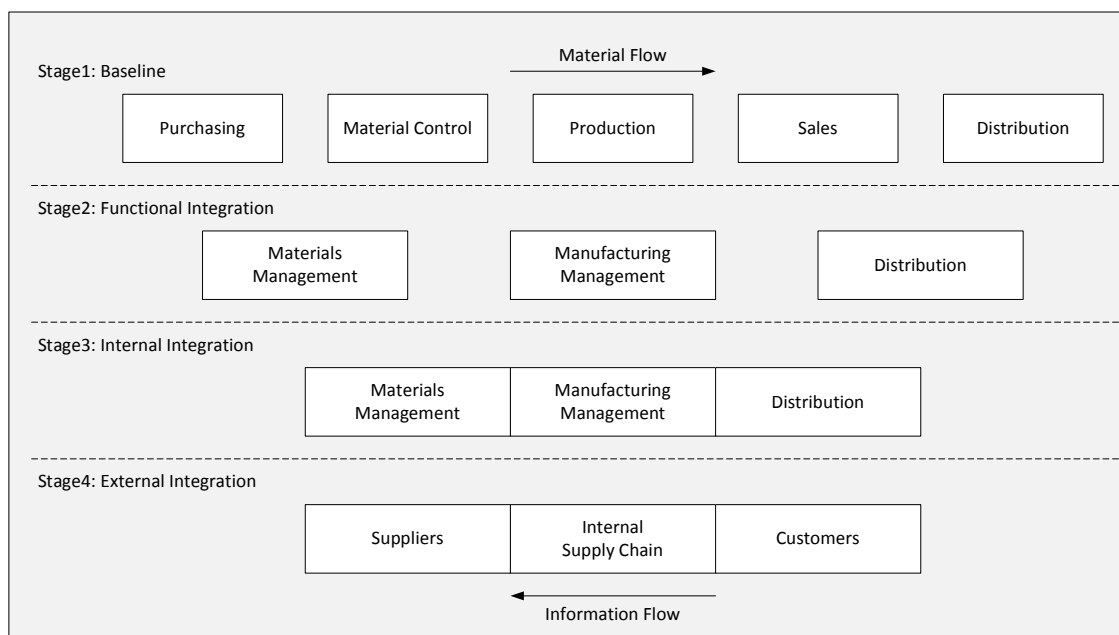 Stage1: Baseline
Material Flow
Purchasing
Material Control
Production
Sales
Distribution
Stage2: Functional Integration
Materials
Management
Manufacturing
Management
Distribution
Stage3: Internal Integration
Materials
Management
Manufacturing
Management
Distribution
Stage4: External Integration
Suppliers
Internal
Supply Chain
Customers
Information Flow